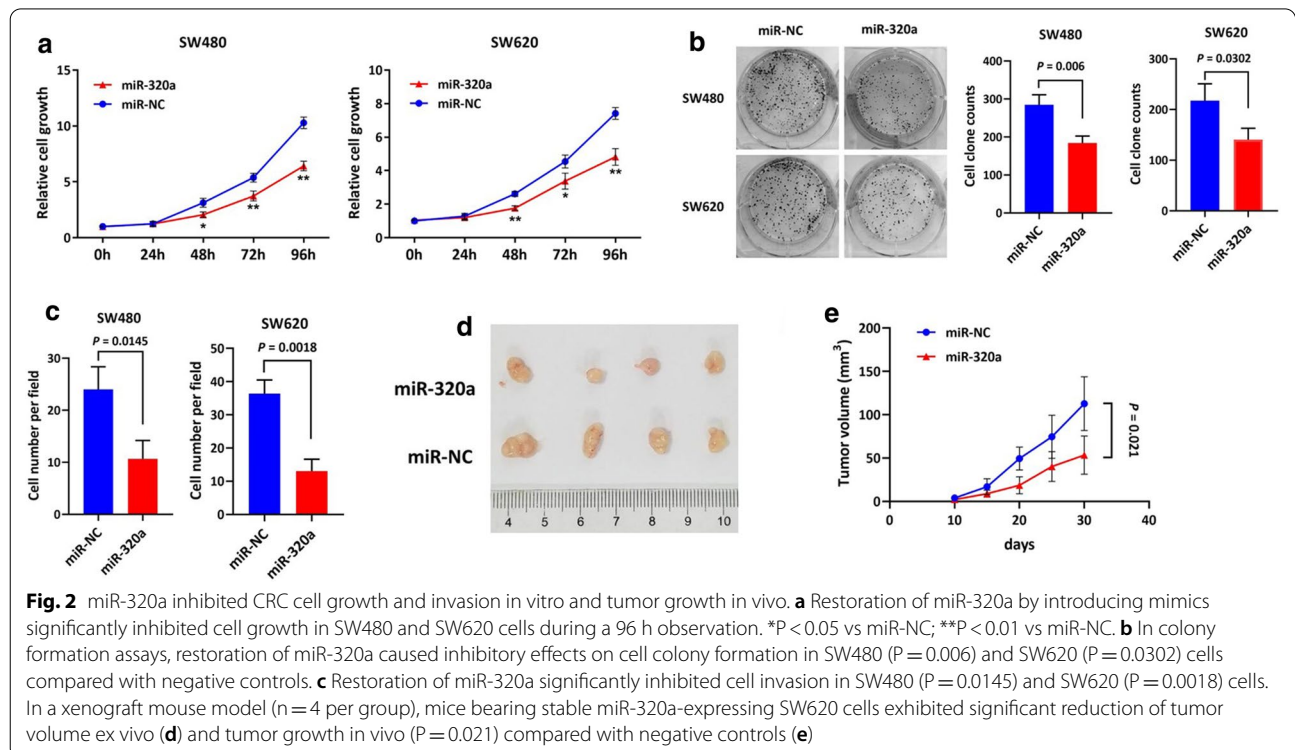 a
SW480
Relative cell growth
15
10
5
0
miR-320a
miR-NC
*
**
**
0h 24h 48h 72h 96h
SW620
Relative cell growth
10
8
6
4
2
0
miR-320a
miR-NC
**
*
**
0h 24h 48h 72h 96h
b
miR-NC miR-320a
SW480
SW620
SW480
P = 0.006
Cell clone counts
400
300
200
100
0
miR-NC
miR-320a
SW620
P = 0.0302
Cell clone counts
300
200
100
0
miR-NC
miR-320a
c
SW480
P = 0.0145
Cell number per field
30
20
10
0
miR-NC
miR-320a
SW620
P = 0.0018
Cell number per field
50
40
30
20
10
0
miR-NC
miR-320a
d
miR-320a
miR-NC
4 5 6 7 8 9 10
e
Tumor volume (mm³)
200
150
100
50
0
miR-NC
miR-320a
P = 0.021
0 10 20 30 40
days
Fig. 2 miR-320a inhibited CRC cell growth and invasion in vitro and tumor growth in vivo. a Restoration of miR-320a by introducing mimics
significantly inhibited cell growth in SW480 and SW620 cells during a 96 h observation. *P < 0.05 vs miR-NC; **P < 0.01 vs miR-NC. b In colony
formation assays, restoration of miR-320a caused inhibitory effects on cell colony formation in SW480 (P = 0.006) and SW620 (P = 0.0302) cells
compared with negative controls. c Restoration of miR-320a significantly inhibited cell invasion in SW480 (P = 0.0145) and SW620 (P = 0.0018) cells.
In a xenograft mouse model (n = 4 per group), mice bearing stable miR-320a-expressing SW620 cells exhibited significant reduction of tumor
volume ex vivo (d) and tumor growth in vivo (P = 0.021) compared with negative controls (e)